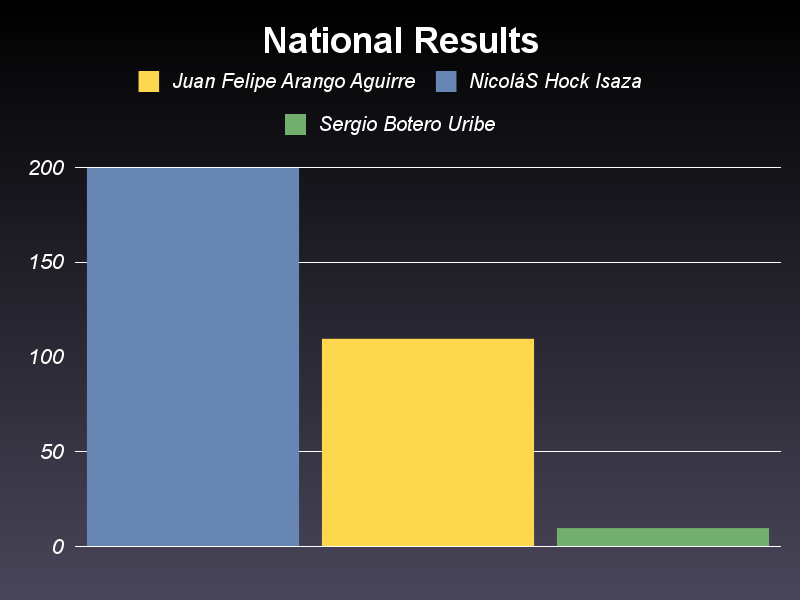 National Results
Juan Felipe Arango Aguirre NicoláS Hock Isaza
Sergio Botero Uribe
200
150
100
50
0